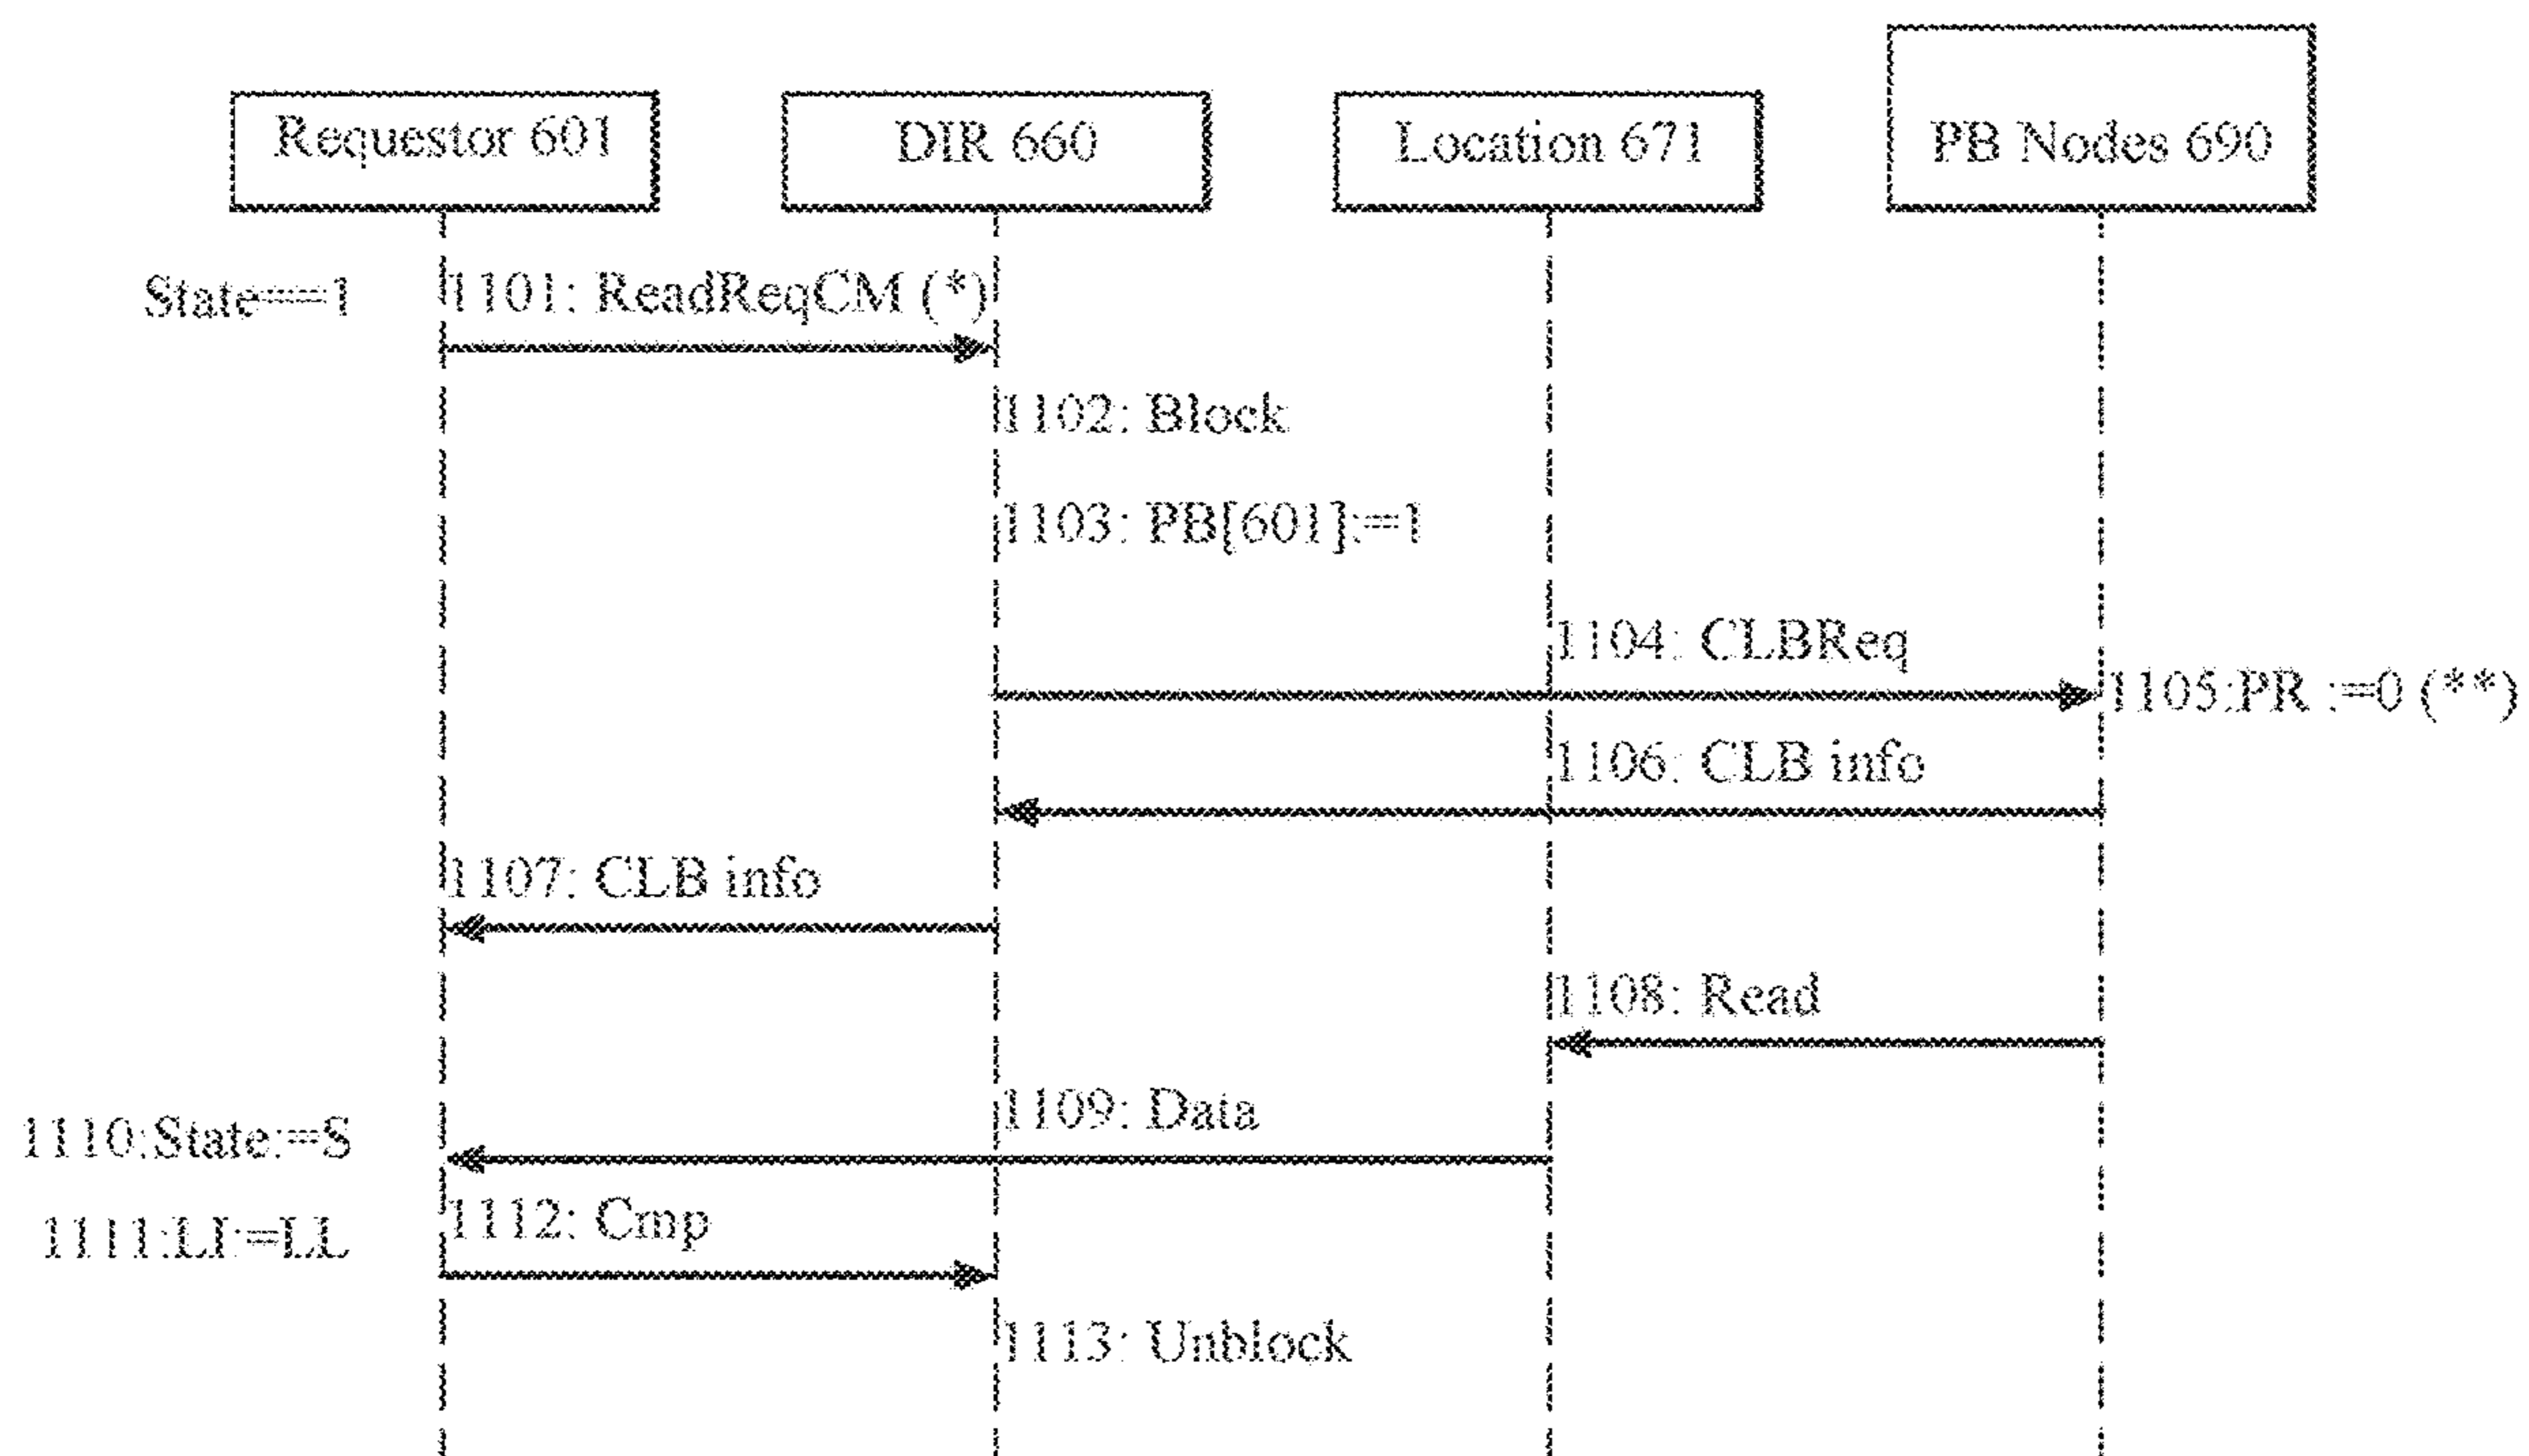 Requestor 601
DIR 660
Location 671
PB Nodes 690
State==1
1101: ReadReqCM (*)
1102: Block
1103: PB[601]:=1
1104: CLBReq
1105:PR :=0 (**)
1106: CLB info
1107: CLB info
1108: Read
1109: Data
1110:State:=S
1111:LI:=LL
1112: Cmp
1113: Unblock